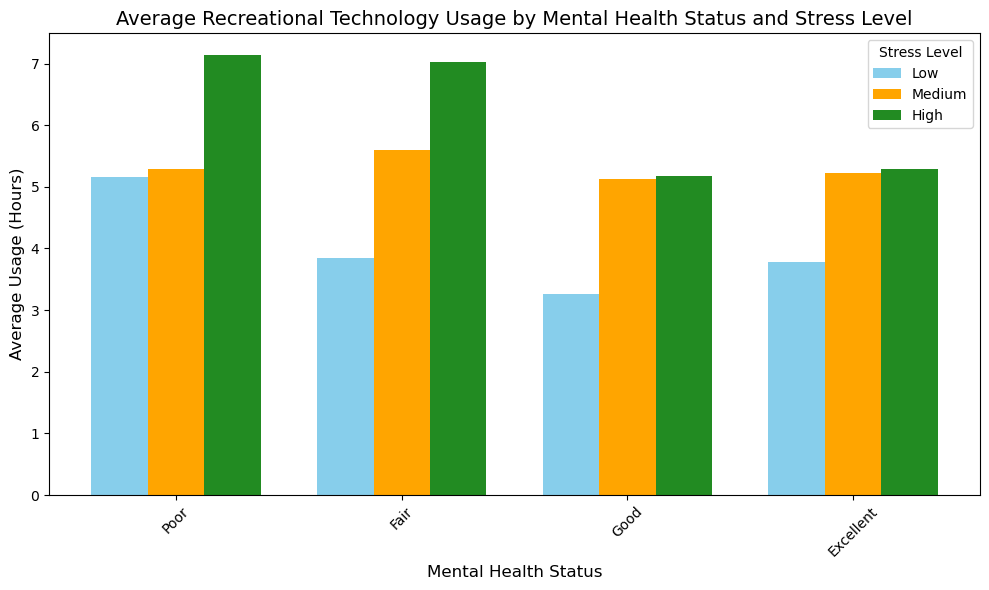 Average Recreational Technology Usage by Mental Health Status and Stress Level
Average Usage (Hours)
7
6
5
4
3
2
1
0
Stress Level
Low
Medium
High
Poor
Fair
Good
Excellent
Mental Health Status